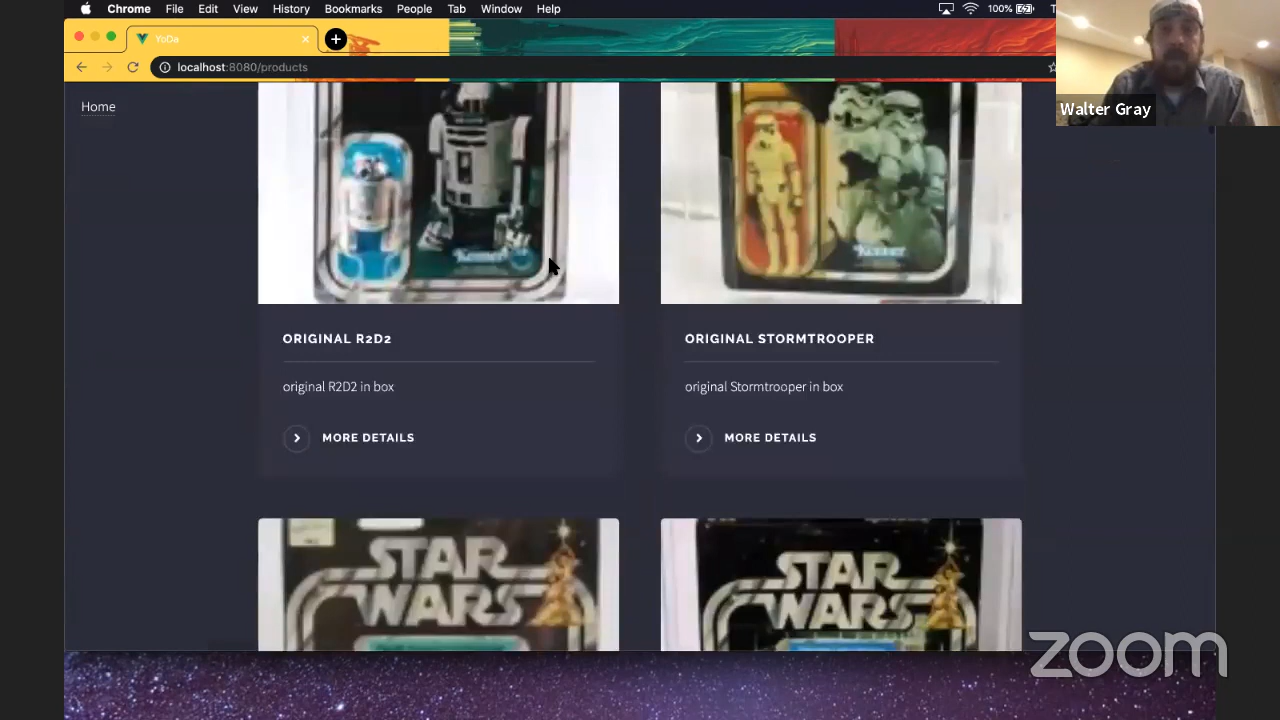 Chrome File Edit View History Bookmarks People Tab Window Help 100%
YoDa
localhost:8080/products
Home
Walter Gray
Kenner
Kenner
ORIGINAL R2D2
ORIGINAL STORMTROOPER
original R2D2 in box
original Stormtrooper in box
MORE DETAILS
MORE DETAILS
STAR WARS
STAR WARS
zoom